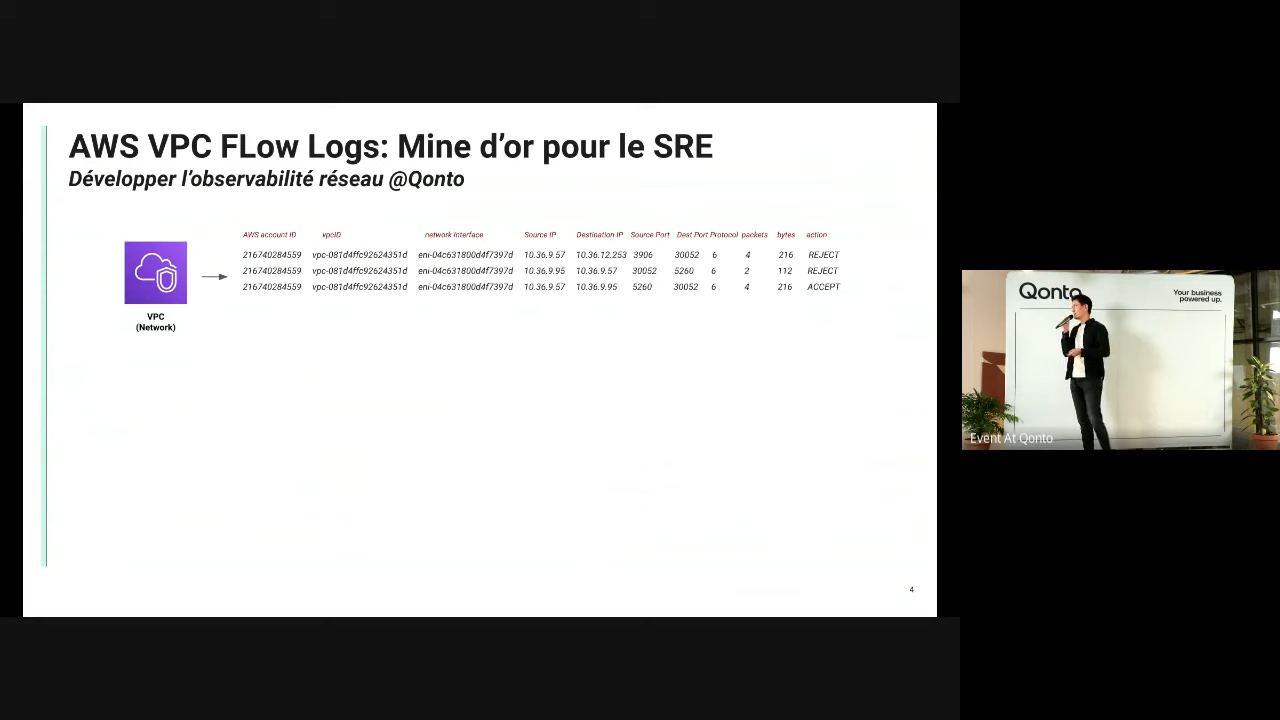 AWS VPC FLow Logs: Mine d'or pour le SRE
Développer l'observabilité réseau @Qonto
AWS account ID vpcID network Interface Source IP Destination IP Source Port Dest Port Protocol packets bytes action
216740284559 vpc-081d4ffc92624351d eni-04c631800d4f7397d 10.36.9.57 10.36.12.253 3906 30052 6 4 216 REJECT
216740284559 vpc-081d4ffc92624351d eni-04c631800d4f7397d 10.36.9.95 10.36.9.57 30052 5260 6 2 112 REJECT
216740284559 vpc-081d4ffc92624351d eni-04c631800d4f7397d 10.36.9.57 10.36.9.95 5260 30052 6 4 216 ACCEPT
VPC
(Network)
4
Qonto
Your business
powered up.
Event At Qonto